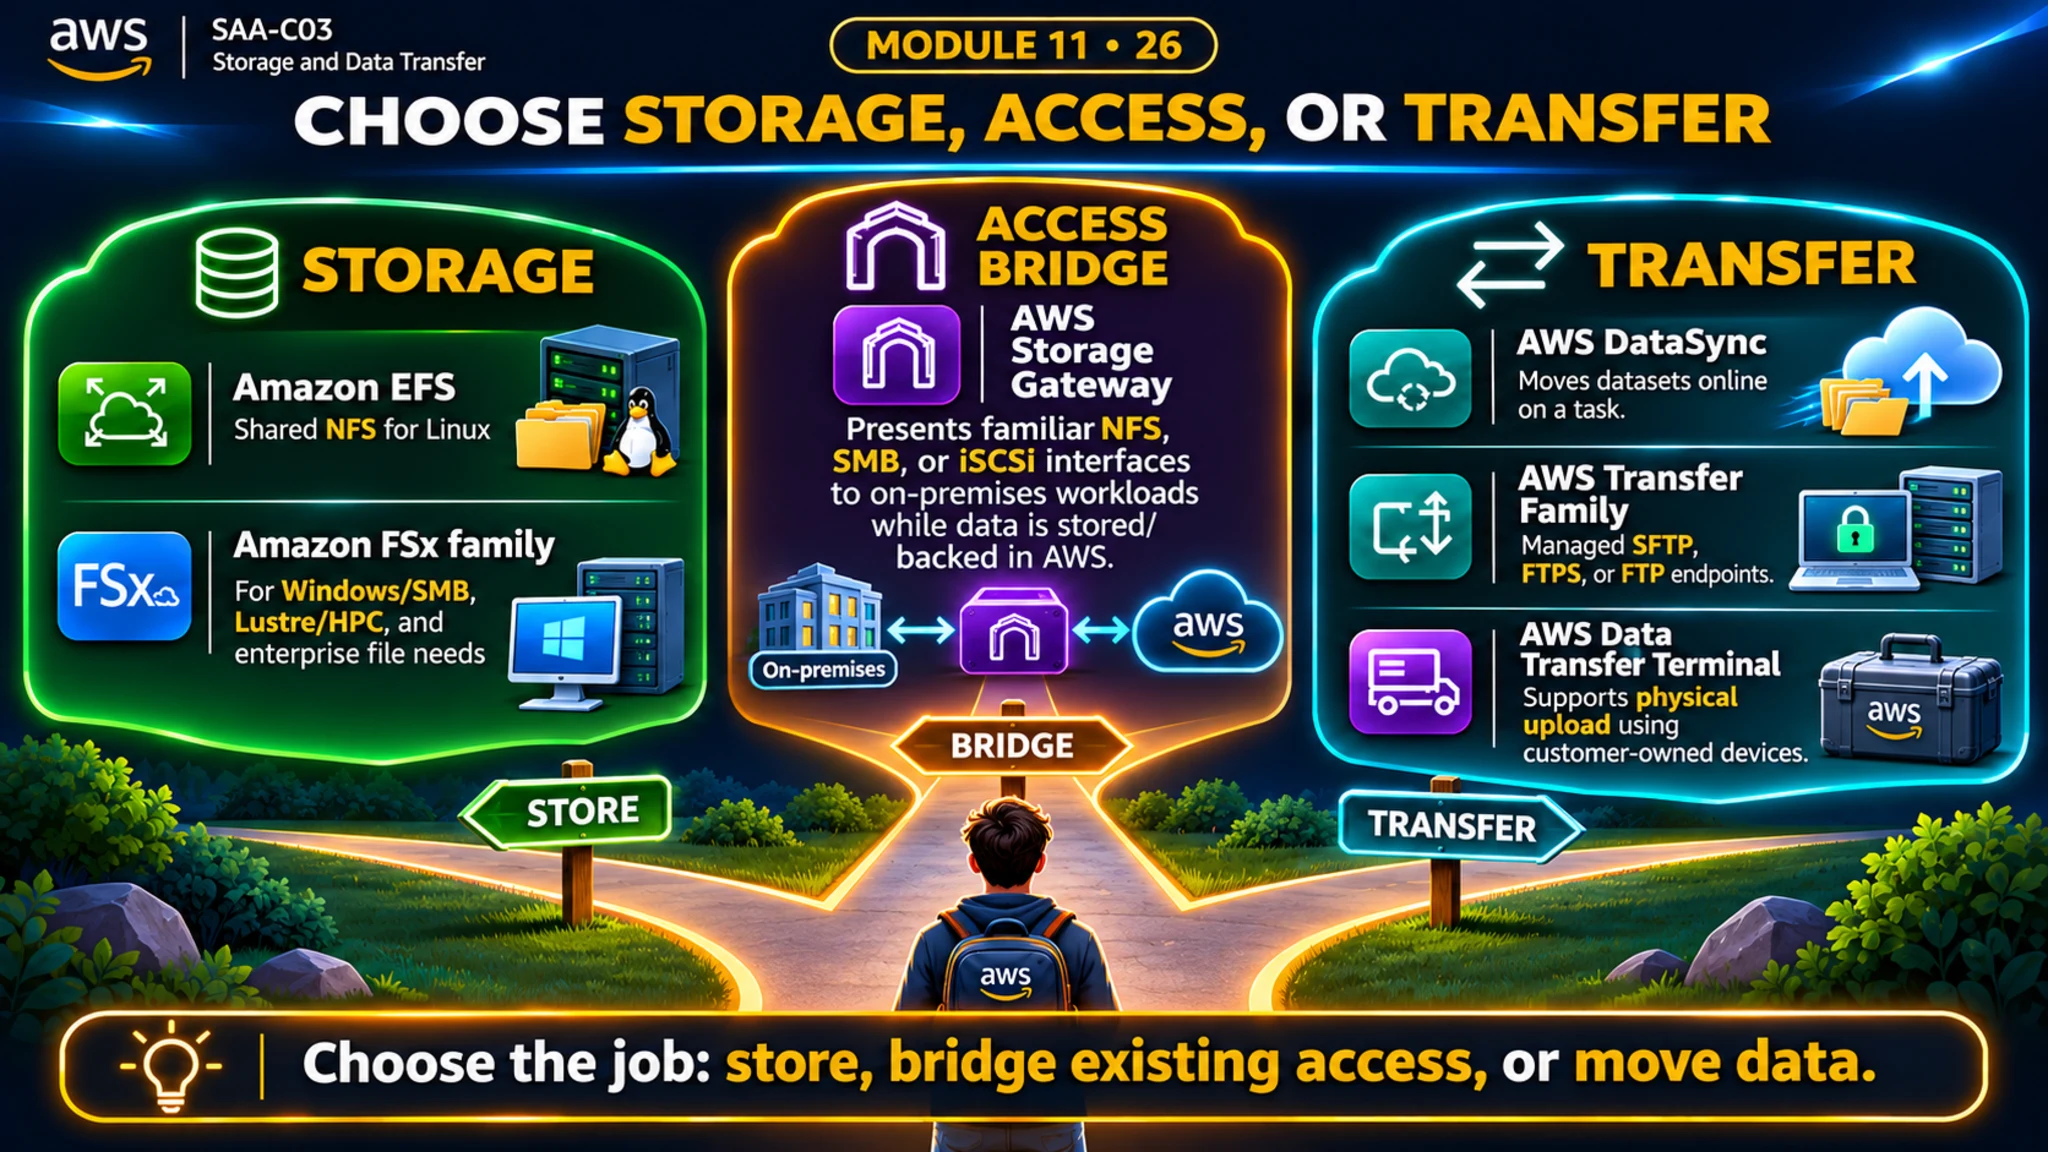 aws
SAA-C03
Storage and Data Transfer
MODULE 11 • 26
CHOOSE STORAGE, ACCESS, OR TRANSFER
STORAGE
Amazon EFS
Shared NFS for Linux
FSx
Amazon FSx family
For Windows/SMB,
Lustre/HPC, and
enterprise file needs
ACCESS
BRIDGE
AWS
Storage
Gateway
Presents familiar NFS,
SMB, or iSCSi interfaces
to on-premises workloads
while data is stored/
backed in AWS.
On-premises
aws
TRANSFER
AWS DataSync
Moves datasets online
on a task.
AWS Transfer
Family
Managed SFTP,
FTPS, or FTP endpoints.
AWS Data
Transfer Terminal
Supports physical
upload using
customer-owned devices.
aws
STORE
BRIDGE
TRANSFER
aws
Choose the job: store, bridge existing access, or move data.